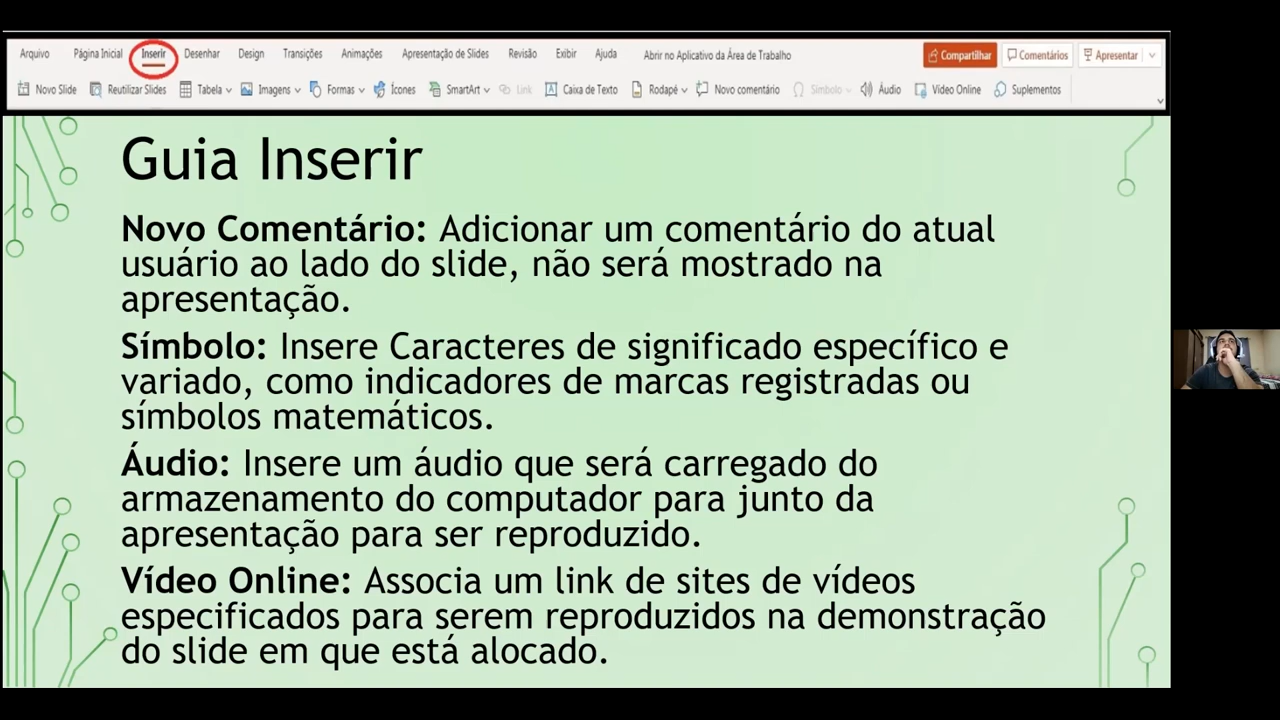 Arquivo Página Inicial Inserir Desenhar Design Transições Animações Apresentação de Slides Revisão Exibir Ajuda Abrir no Aplicativo da Área de Trabalho Compartilhar Comentários Apresentar
Novo Slide Reutilizar Slides Tabela Imagens Formas Ícones SmartArt Link Caixa de Texto Rodapé Novo comentário Símbolo Áudio Vídeo Online Suplementos
Guia Inserir
Novo Comentário: Adicionar um comentário do atual
usuário ao lado do slide, não será mostrado na
apresentação.
Símbolo: Insere Caracteres de significado específico e
variado, como indicadores de marcas registradas ou
símbolos matemáticos.
Áudio: Insere um áudio que será carregado do
armazenamento do computador para junto da
apresentação para ser reproduzido.
Vídeo Online: Associa um link de sites de vídeos
especificados para serem reproduzidos na demonstração
do slide em que está alocado.